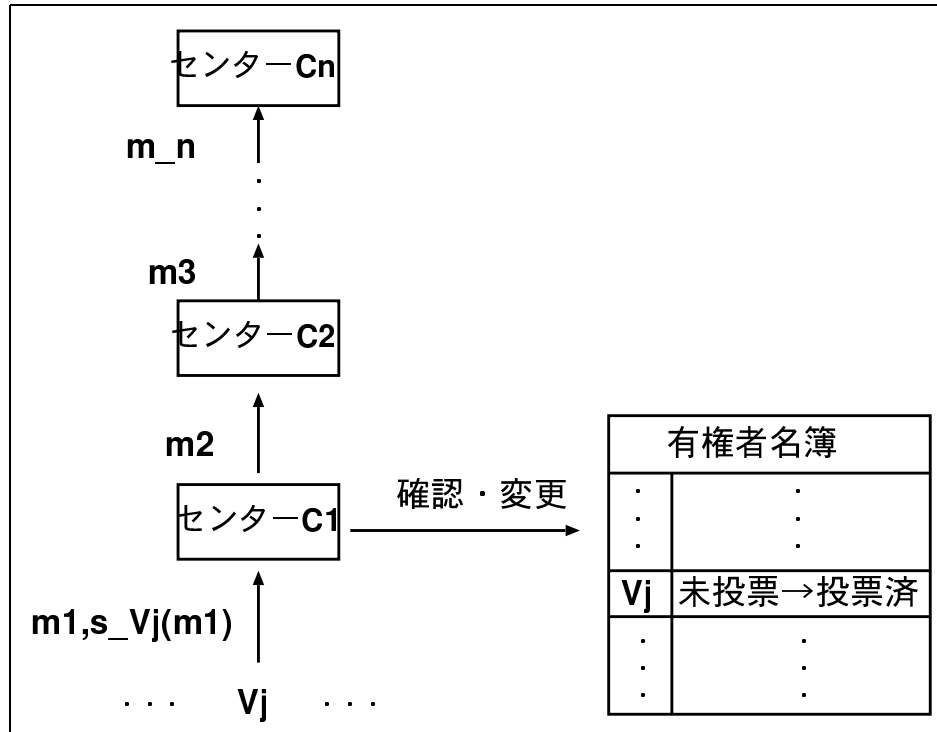 センターCn
m_n
m3
センターC2
m2
有権者名簿
確認・変更
センターC1
Vj 未投票→投票済
m1,s_Vj(m1)
・・・ Vj ・・・